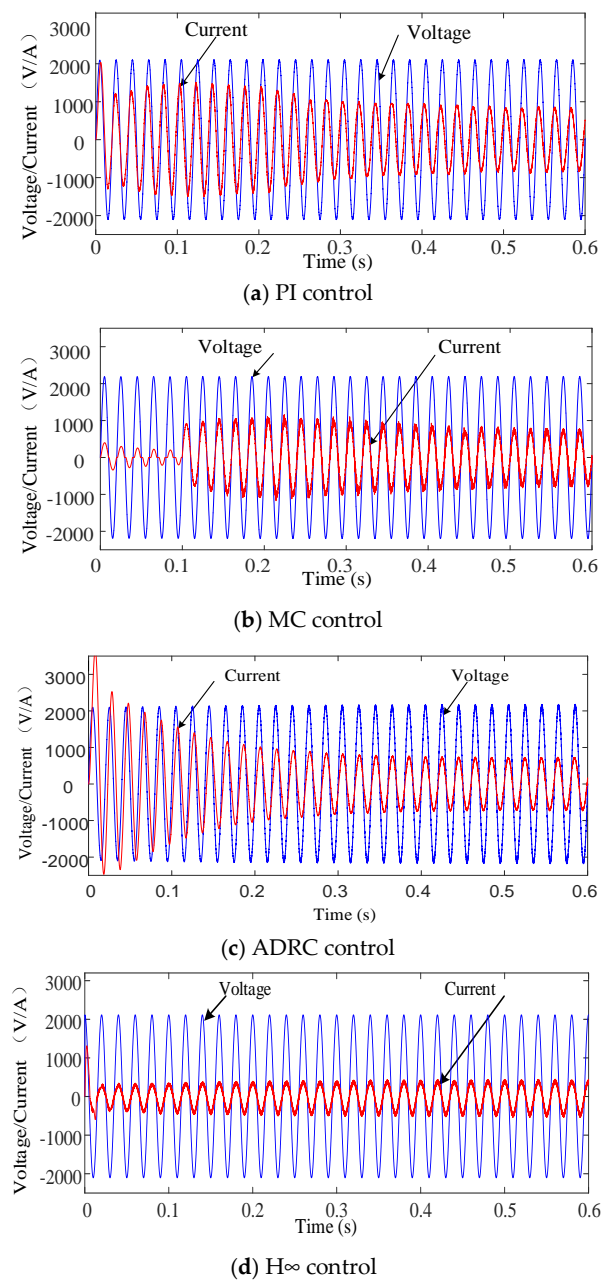 3000
2000
1000
0
-1000
-2000
Voltage/Current (V/A)
Current
Voltage
0 0.1 0.2 0.3 0.4 0.5 0.6
Time (s)
(a) PI control
3000
2000
1000
0
-1000
-2000
Voltage/Current (V/A)
Voltage
Current
0 0.1 0.2 0.3 0.4 0.5 0.6
Time (s)
(b) MC control
3000
2000
1000
0
-1000
-2000
Voltage/Current (V/A)
Current
Voltage
0 0.1 0.2 0.3 0.4 0.5 0.6
Time (s)
(c) ADRC control
3000
2000
1000
0
-1000
-2000
Voltage/Current (V/A)
Voltage
Current
0 0.1 0.2 0.3 0.4 0.5 0.6
Time (s)
(d) H∞ control